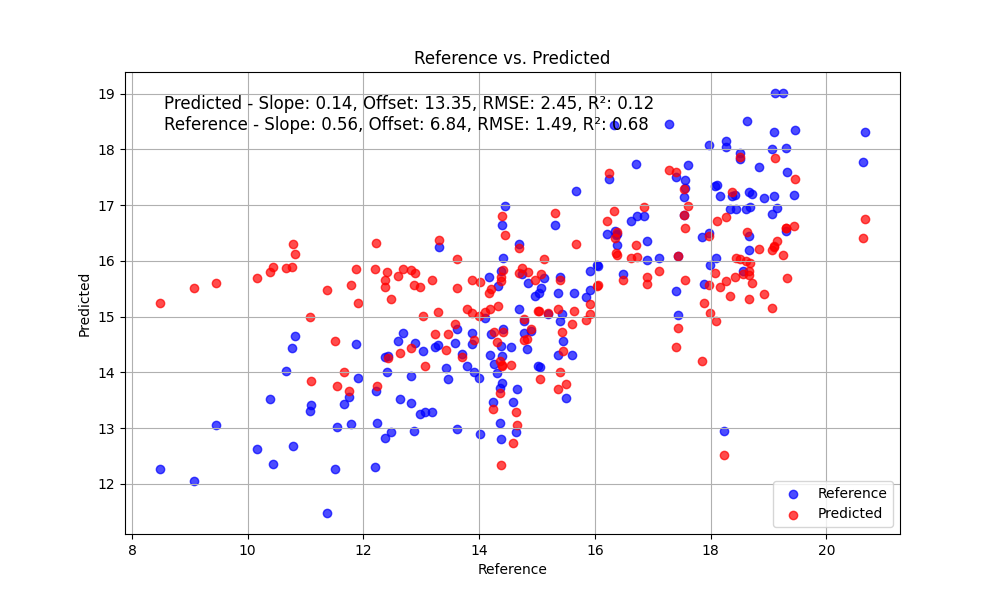 Reference vs. Predicted
Predicted - Slope: 0.14, Offset: 13.35, RMSE: 2.45, R²: 0.12
Reference - Slope: 0.56, Offset: 6.84, RMSE: 1.49, R²: 0.68
19
18
17
16
15
14
13
12
Predicted
8
10
12
14
16
18
20
Reference
Reference
Predicted